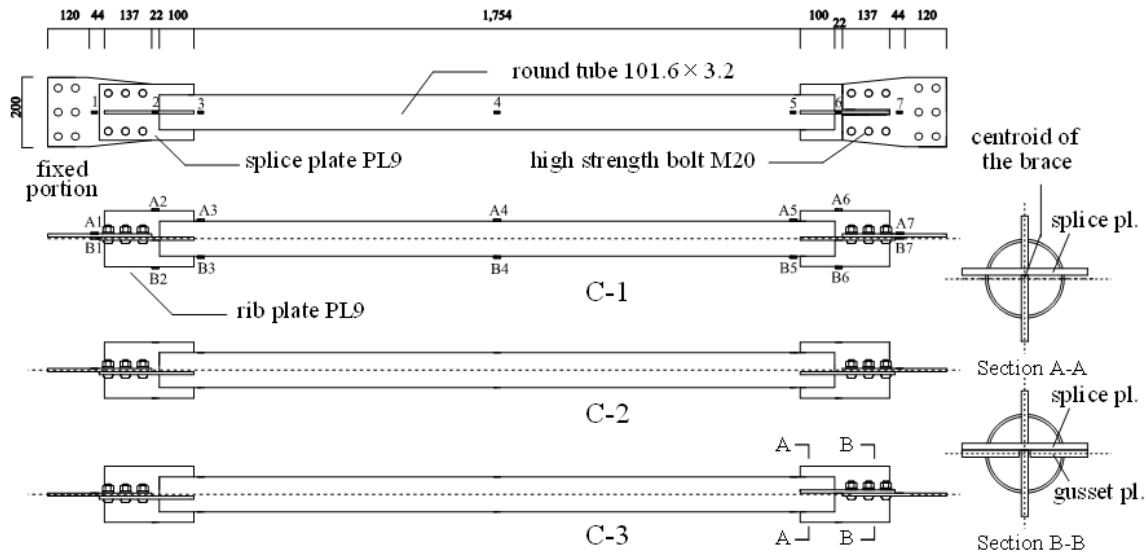 120 44 137 22 100 1,754 100 22 137 44 120
200
round tube 101.6 × 3.2
1 2 3 4 5 6 7
splice plate PL9
high strength bolt M20
fixed
portion
centroid of
the brace
A1 A2 A3 A4 A5 A6 A7
B1 B2 B3 B4 B5 B6 B7
splice pl.
rib plate PL9
C-1
Section A-A
splice pl.
C-2
gusset pl.
A B
C-3
A B
Section B-B